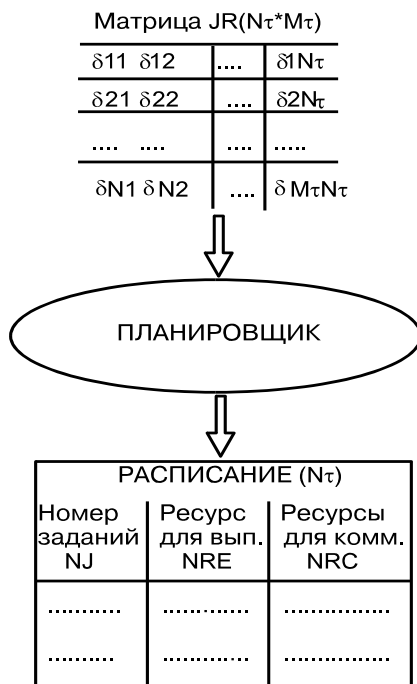 Матрица JR(Nτ*Mτ)
δ11 δ12 .... δ1Nτ
δ21 δ22 .... δ2Nτ
.... .... .... .....
δN1 δN2 .... δMτNτ
ПЛАНИРОВЩИК
РАСПИСАНИЕ (Nτ)
Номер заданий NJ
Ресурс для вып. NRE
Ресурсы для комм. NRC
........... ............. ................
.......... ............. ................